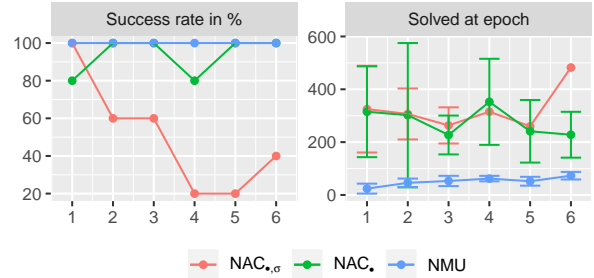 Success rate in %
100
80
60
40
20
1 2 3 4 5 6
Solved at epoch
600
400
200
0
1 2 3 4 5 6
NAC•,σ NAC• NMU